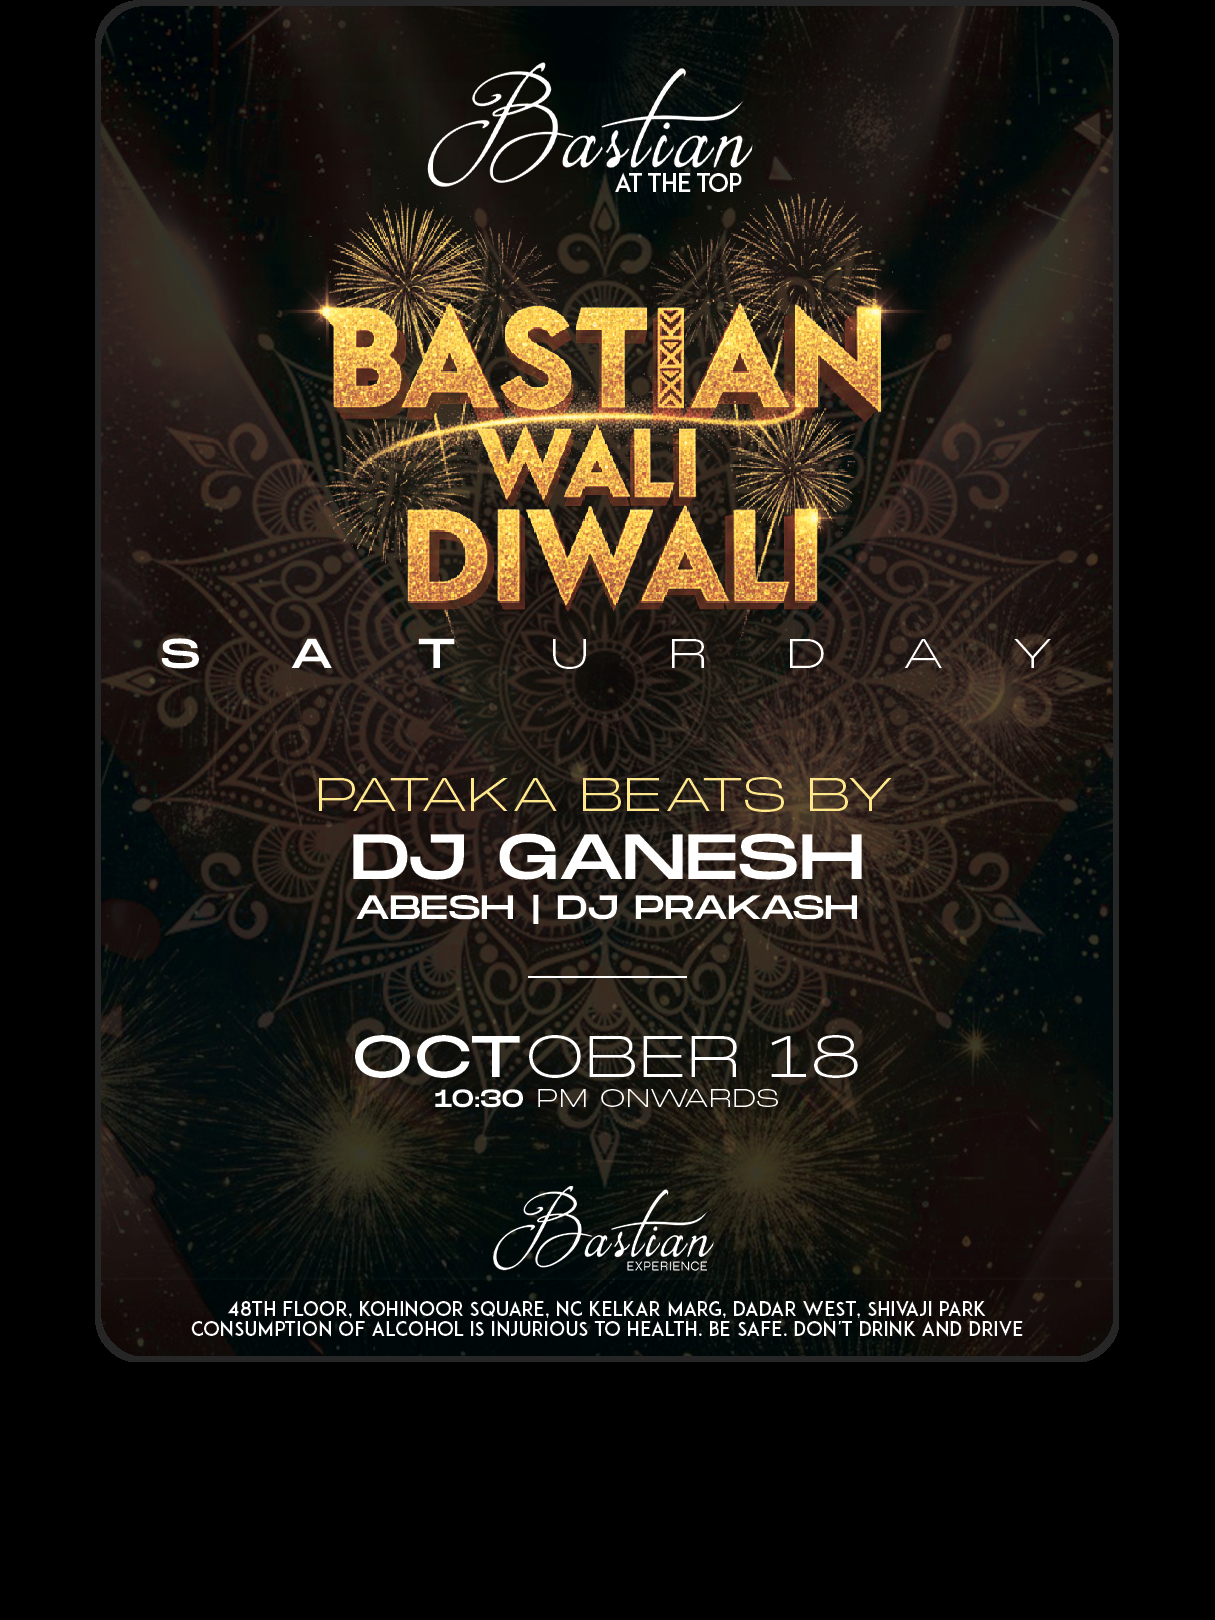 Bastian
AT THE TOP
BASTIAN
WALI
DIWALI
SATURDAY
PATAKA BEATS BY
DJ GANESH
ABESH | DJ PRAKASH
OCTOBER 18
10:30 PM ONWARDS
Bastian
EXPERIENCE
48TH FLOOR, KOHINOOR SQUARE, NC KELKAR MARG, DADAR WEST, SHIVAJI PARK
CONSUMPTION OF ALCOHOL IS INJURIOUS TO HEALTH. BE SAFE. DON'T DRINK AND DRIVE